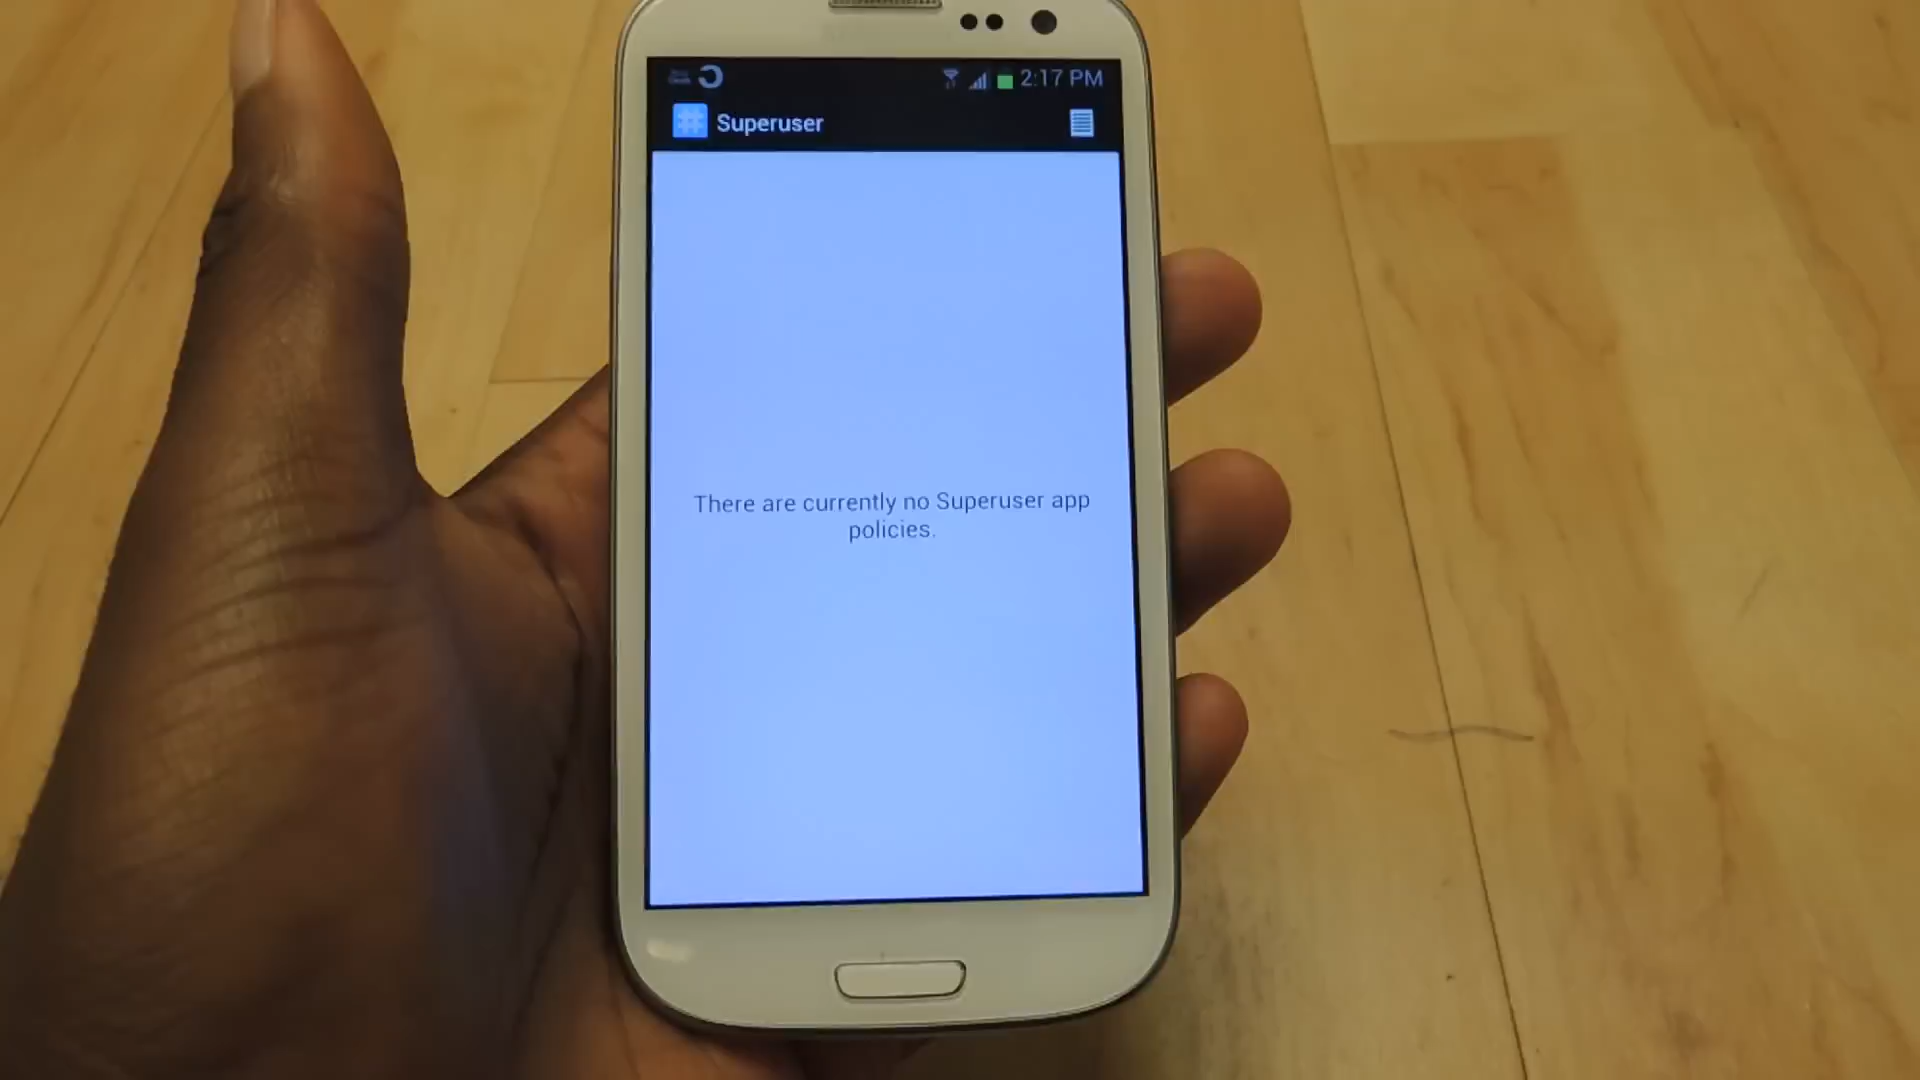 2:17 PM
Superuser
There are currently no Superuser app
policies.